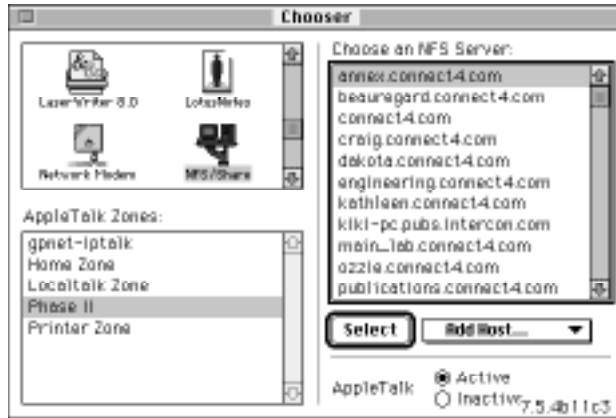 Chooser
LaserWriter 8.0
LotusNotes
Network Modem
NFS/Share
AppleTalk Zones:
gpnet-iptalk
Home Zone
Localtalk Zone
Phase II
Printer Zone
Choose an NFS Server:
annex.connect4.com
beauregard.connect4.com
connect4.com
craig.connect4.com
dakota.connect4.com
engineering.connect4.com
kathleen.connect4.com
kiki-pc.pubs.intercon.com
main_lab.connect4.com
ozzie.connect4.com
publications.connect4.com
Select
Add Host...
AppleTalk
Active
Inactive
7.5.4b11c3